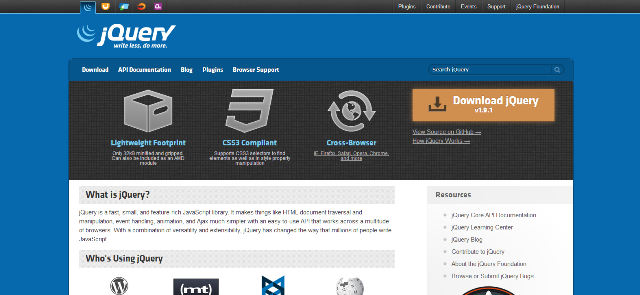 Plugins Contribute Events Support jQuery Foundation
jQuery
write less, do more.
Download API Documentation Blog Plugins Browser Support
Search jQuery
Lightweight Footprint
Only 32kB minified and gzipped.
Can also be included as an AMD
module
CSS3 Compliant
Supports CSS3 selectors to find
elements as well as in style property
manipulation
Cross-Browser
IE, Firefox, Safari, Opera, Chrome,
and more
Download jQuery
v1.9.1
View Source on GitHub →
How jQuery Works →
What is jQuery?
jQuery is a fast, small, and feature-rich JavaScript library. It makes things like HTML document traversal and
manipulation, event handling, animation, and Ajax much simpler with an easy-to-use API that works across a multitude
of browsers. With a combination of versatility and extensibility, jQuery has changed the way that millions of people write
JavaScript.
Resources
jQuery Core API Documentation
jQuery Learning Center
jQuery Blog
Contribute to jQuery
About the jQuery Foundation
Browse or Submit jQuery Bugs
Who's Using jQuery
(mt)